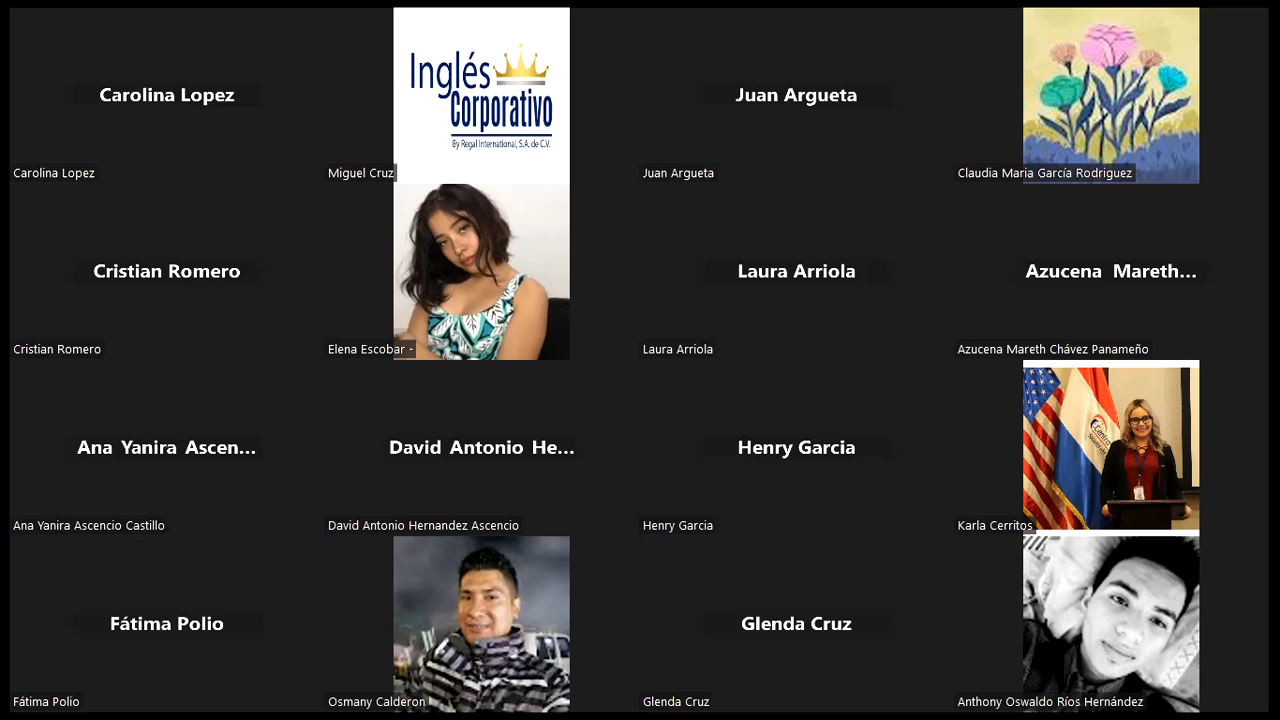 Carolina Lopez
Carolina Lopez
Inglés
Corporativo
By Regal International, S.A. de C.V.
Miguel Cruz
Juan Argueta
Juan Argueta
Claudia Maria García Rodriguez
Cristian Romero
Cristian Romero
Elena Escobar -
Laura Arriola
Laura Arriola
Azucena Mareth...
Azucena Mareth Chávez Panameño
Ana Yanira Ascen...
Ana Yanira Ascencio Castillo
David Antonio He...
David Antonio Hernandez Ascencio
Henry Garcia
Henry Garcia
Karla Cerritos
Fátima Polio
Fátima Polio
Osmany Calderon
Glenda Cruz
Glenda Cruz
Anthony Oswaldo Ríos Hernández